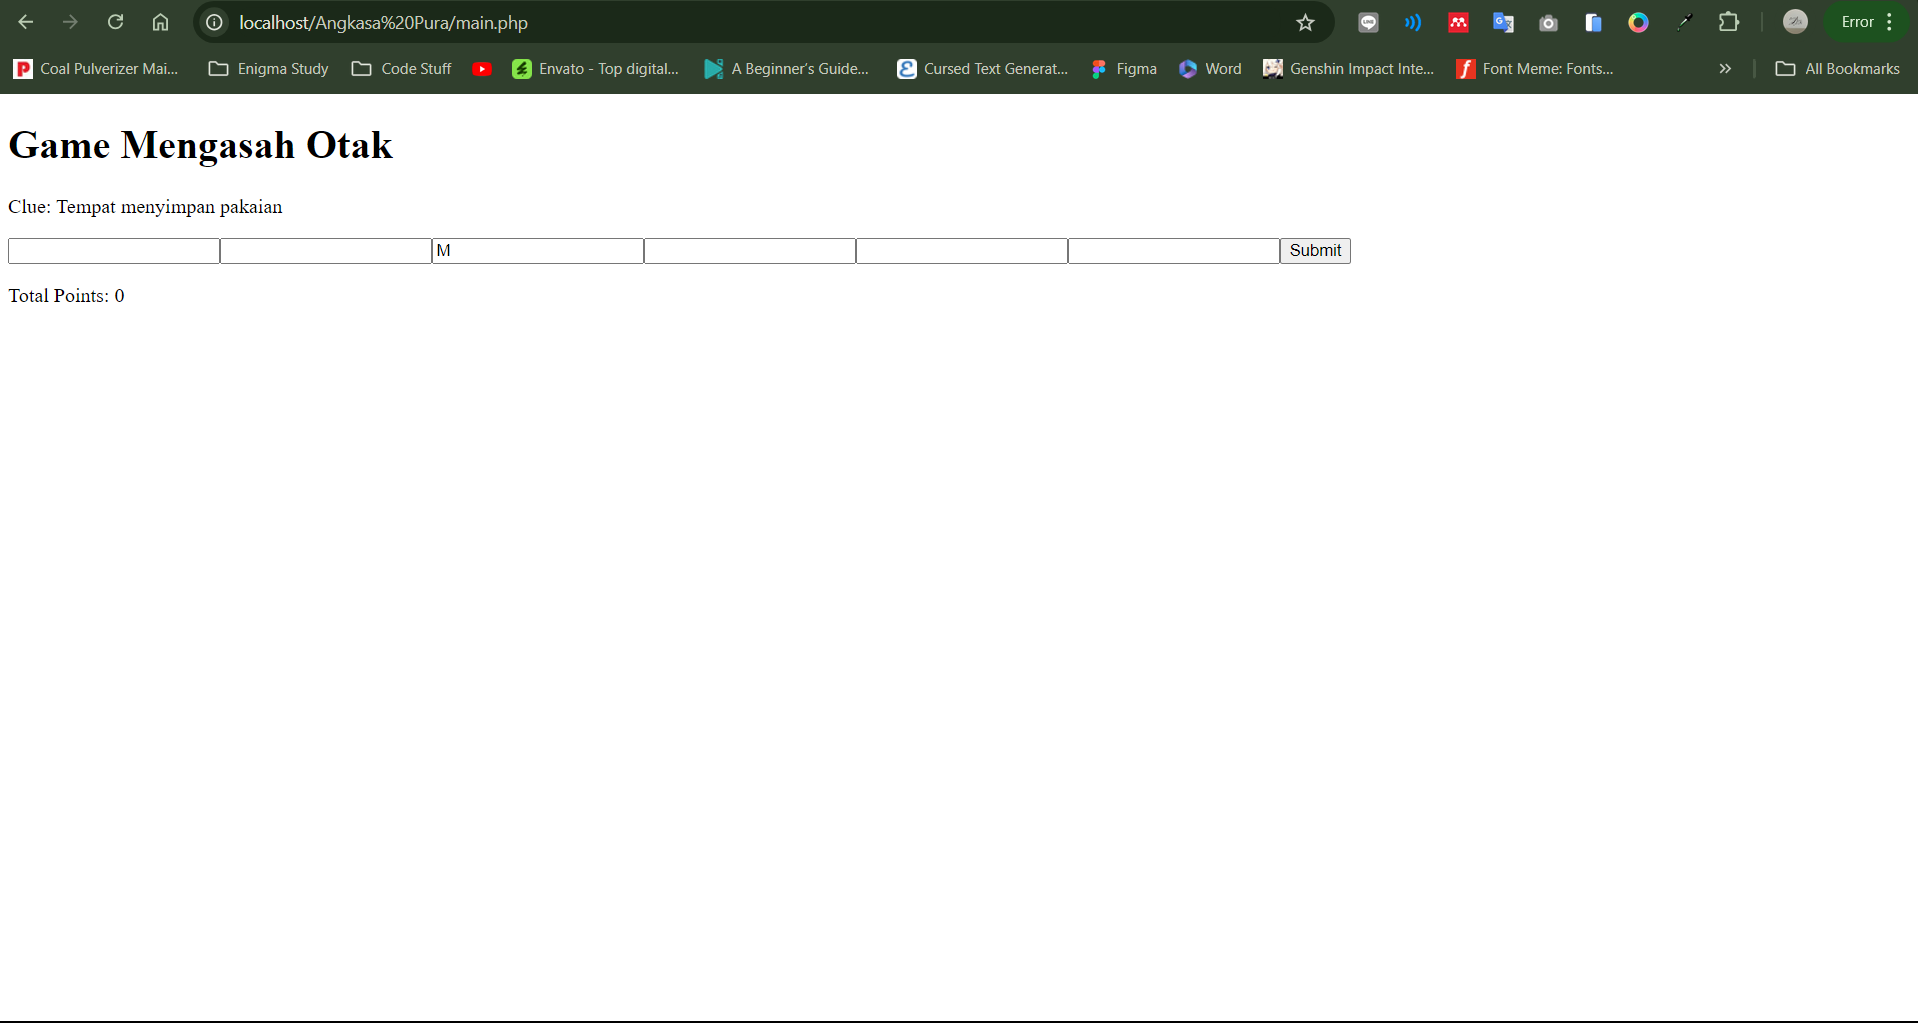 localhost/Angkasa%20Pura/main.php
Error
Coal Pulverizer Mai... Enigma Study Code Stuff Envato - Top digital... A Beginner's Guide... Cursed Text Generat... Figma Word Genshin Impact Inte... Font Meme: Fonts... » All Bookmarks
Game Mengasah Otak
Clue: Tempat menyimpan pakaian
M Submit
Total Points: 0